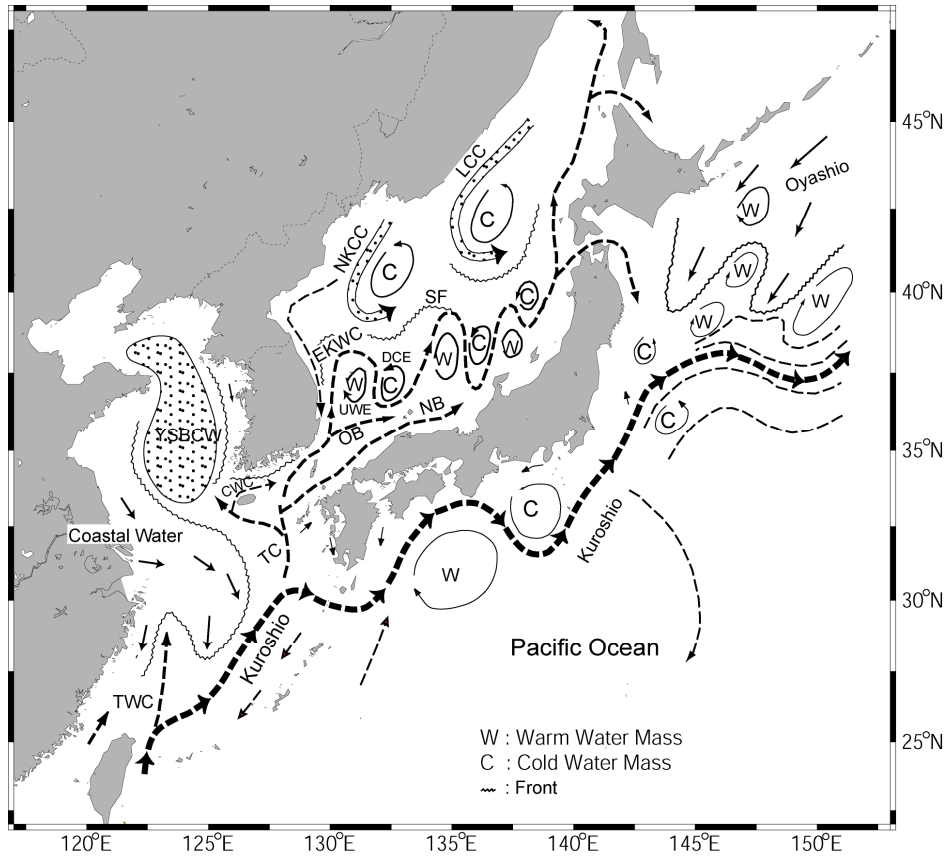 45°N
LCC
Oyashio
W
C
NKCC
C
W
40°N
SF
C
W
W
EKWC
DCE
W
C
W
C
W
C
UWE
NB
C
OB
YSBCW
35°N
CWC
C
Coastal Water
TC
Kuroshio
W
30°N
Kuroshio
Pacific Ocean
TWC
W : Warm Water Mass
25°N
C : Cold Water Mass
: Front
120°E 125°E 130°E 135°E 140°E 145°E 150°E